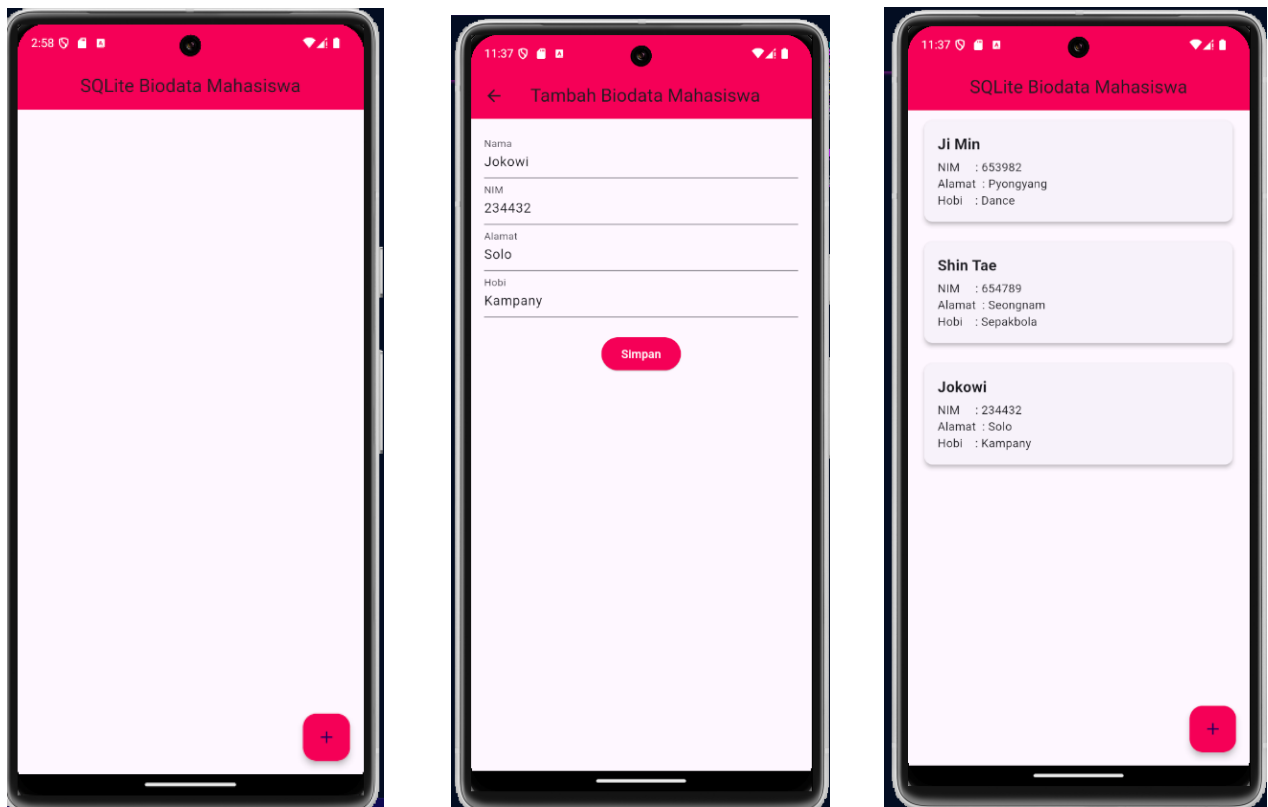 2:58
SQLite Biodata Mahasiswa
+
11:37
Tambah Biodata Mahasiswa
Nama
Jokowi
NIM
234432
Alamat
Solo
Hobi
Kampany
Simpan
11:37
SQLite Biodata Mahasiswa
Ji Min
NIM : 653982
Alamat : Pyongyang
Hobi : Dance
Shin Tae
NIM : 654789
Alamat : Seongnam
Hobi : Sepakbola
Jokowi
NIM : 234432
Alamat : Solo
Hobi : Kampany
+